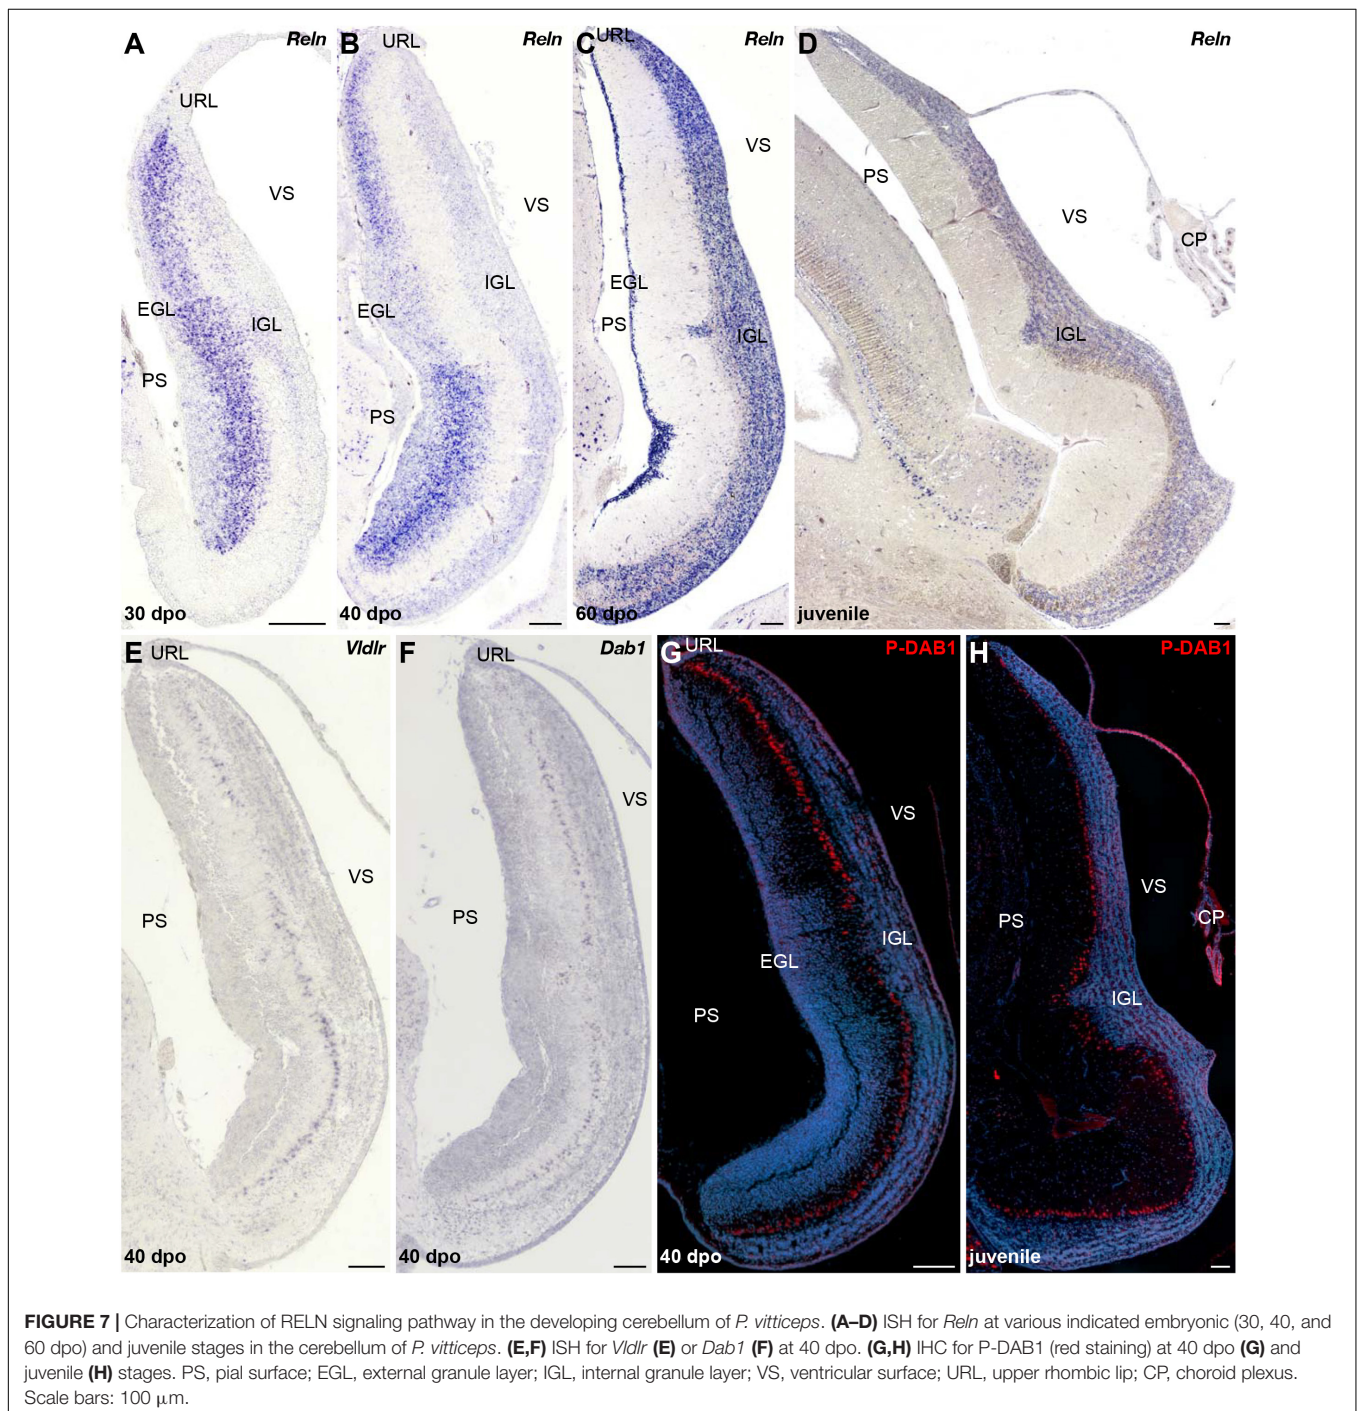 A
Reln
URL
VS
EGL
IGL
PS
30 dpo
B
URL
Reln
VS
IGL
EGL
PS
40 dpo
C
URL
Reln
VS
EGL
PS
IGL
60 dpo
D
Reln
PS
VS
CP
IGL
juvenile
E
URL
Vldlr
VS
PS
40 dpo
F
URL
Dab1
VS
PS
40 dpo
G
URL
P-DAB1
VS
IGL
EGL
PS
40 dpo
H
P-DAB1
VS
PS
CP
IGL
juvenile
FIGURE 7 | Characterization of RELN signaling pathway in the developing cerebellum of P. vitticeps. (A–D) ISH for Reln at various indicated embryonic (30, 40, and
60 dpo) and juvenile stages in the cerebellum of P. vitticeps. (E,F) ISH for Vldlr (E) or Dab1 (F) at 40 dpo. (G,H) IHC for P-DAB1 (red staining) at 40 dpo (G) and
juvenile (H) stages. PS, pial surface; EGL, external granule layer; IGL, internal granule layer; VS, ventricular surface; URL, upper rhombic lip; CP, choroid plexus.
Scale bars: 100 μm.